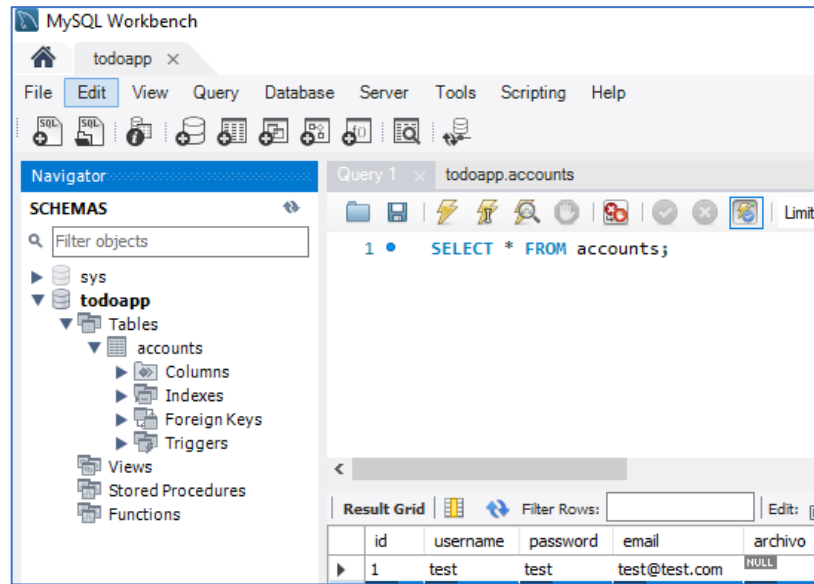 MySQL Workbench
todoapp ×
File Edit View Query Database Server Tools Scripting Help
Navigator
SCHEMAS
Filter objects
sys
todoapp
Tables
accounts
Columns
Indexes
Foreign Keys
Triggers
Views
Stored Procedures
Functions
Query 1 × todoapp.accounts
Limit
1 SELECT * FROM accounts;
Result Grid Filter Rows: Edit:
id username password email archivo
1 test test test@test.com NULL